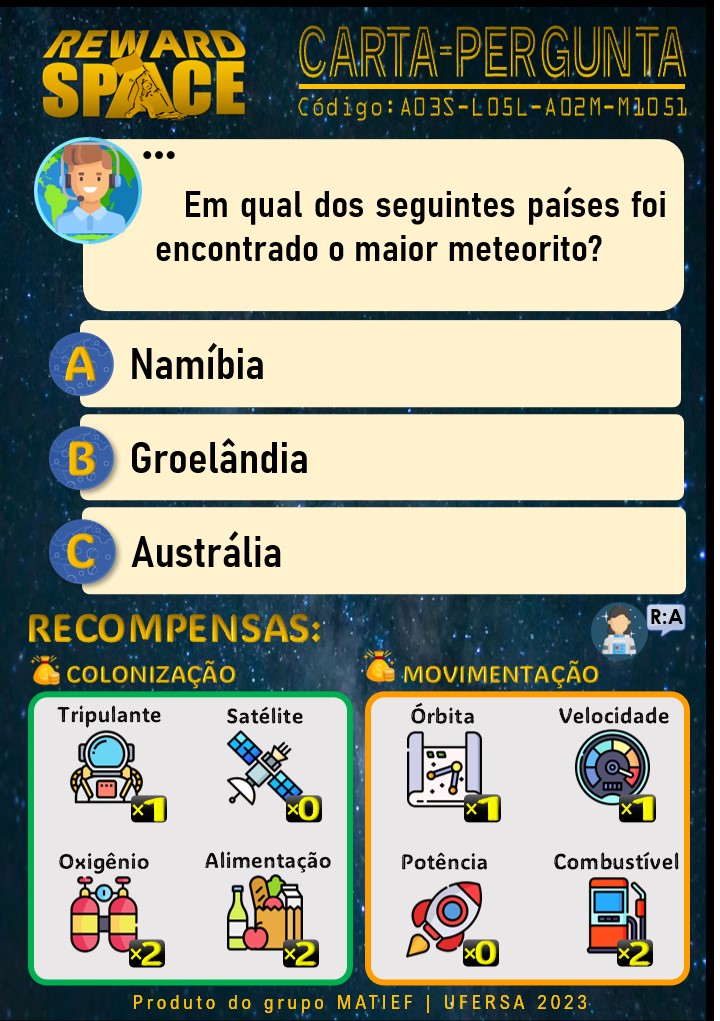 REWARD
SPACE
CARTA-PERGUNTA
Código: A03S-L05L-A02M-M1051
...
Em qual dos seguintes países foi
encontrado o maior meteorito?
A Namíbia
B Groelândia
C Austrália
RECOMPENSAS:
R:A
COLONIZAÇÃO
MOVIMENTAÇÃO
Tripulante
Satélite
Órbita
Velocidade
x1
x0
x1
x1
Oxigênio
Alimentação
Potência
Combustível
x2
x2
x0
x2
Produto do grupo MATIEF | UFERSA 2023